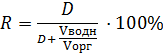 R = D / (D + Vводн / Vорг) · 100%